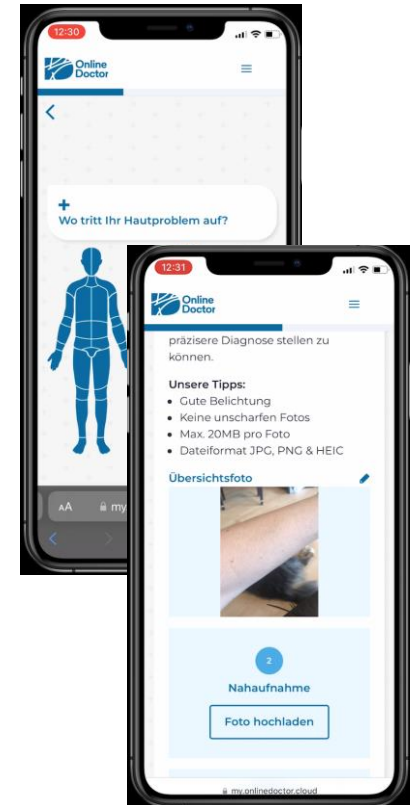 12:30
Online
Doctor
Wo tritt Ihr Hautproblem auf?
AA
my
12:31
Online
Doctor
präzisere Diagnose stellen zu
können.
Unsere Tipps:
• Gute Belichtung
• Keine unscharfen Fotos
• Max. 20MB pro Foto
• Dateiformat JPG, PNG & HEIC
Übersichtsfoto
2
Nahaufnahme
Foto hochladen
my.onlinedoctor.cloud